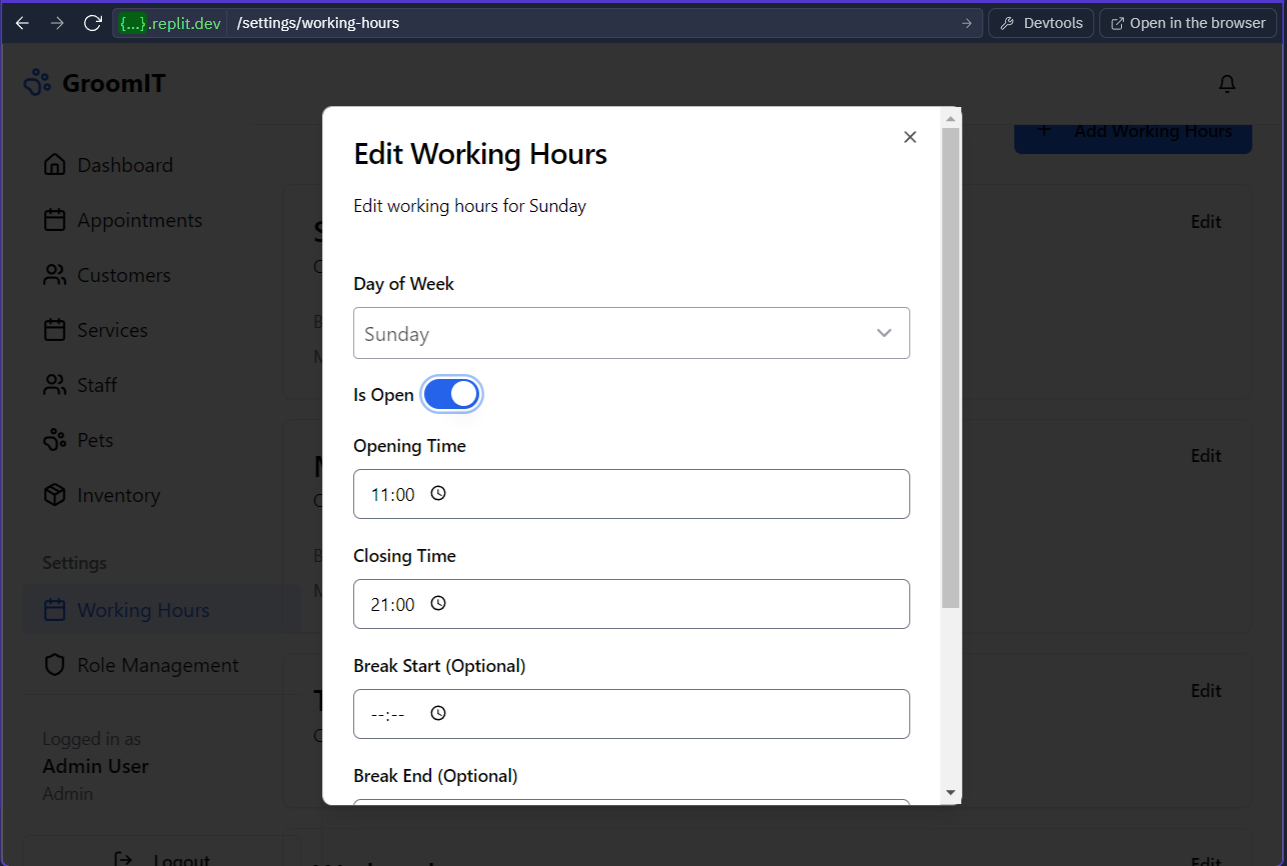 {...}.replit.dev /settings/working-hours Devtools Open in the browser
GroomIT
Add Working Hours
Dashboard
Appointments
Customers
Services
Staff
Pets
Inventory
Settings
Working Hours
Role Management
Logged in as
Admin User
Admin
Logout
Edit
Edit
Edit
Edit
Edit Working Hours
Edit working hours for Sunday
Day of Week
Sunday
Is Open
Opening Time
11:00
Closing Time
21:00
Break Start (Optional)
--:--
Break End (Optional)